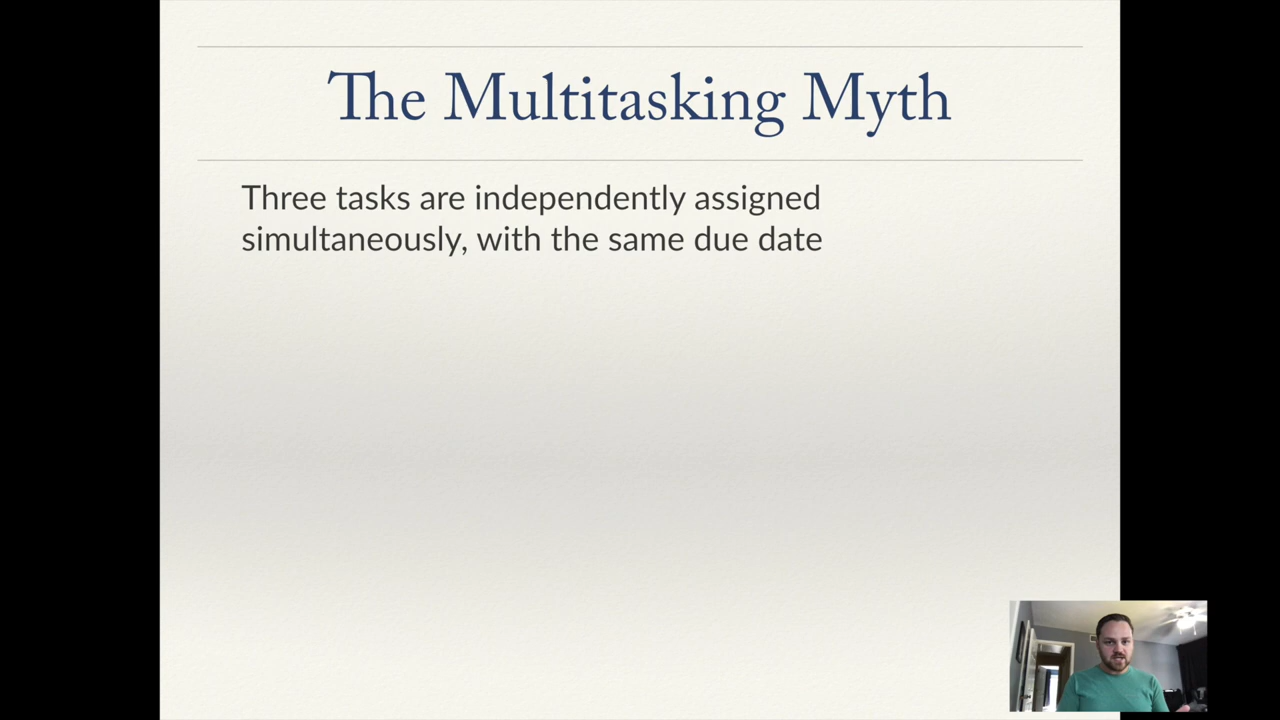 The Multitasking Myth
Three tasks are independently assigned
simultaneously, with the same due date